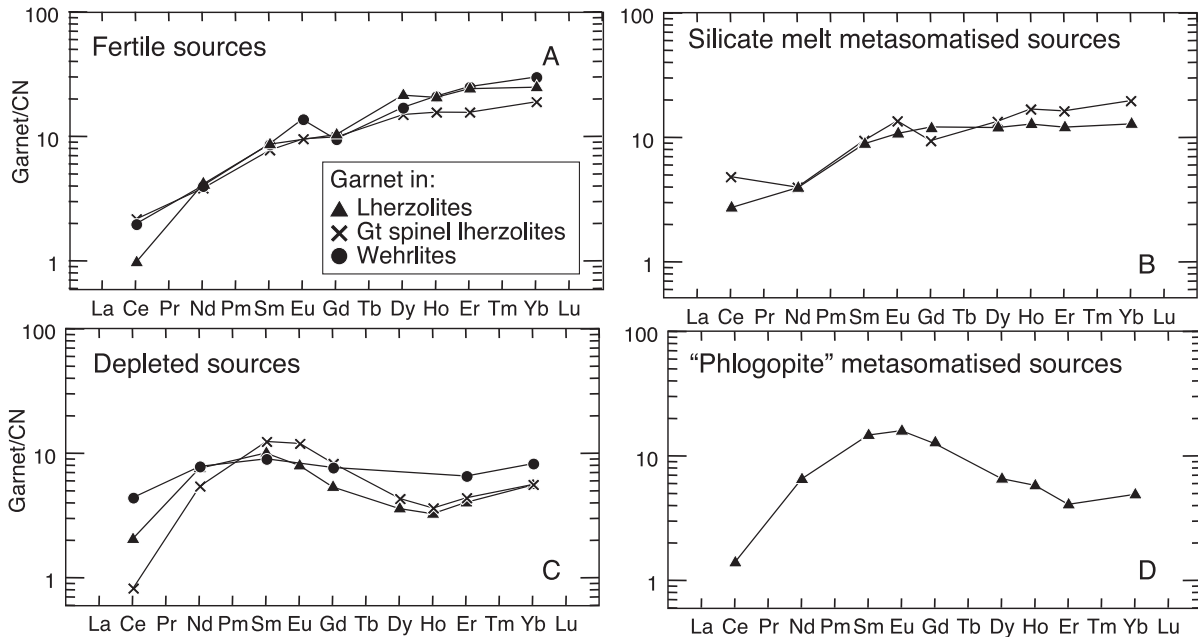 100
Fertile sources
A
Garnet/CN
10
1
Garnet in:
Lherzolites
Gt spinel lherzolites
Wehrlites
La Ce Pr Nd Pm Sm Eu Gd Tb Dy Ho Er Tm Yb Lu
100
Silicate melt metasomatised sources
10
1
B
La Ce Pr Nd Pm Sm Eu Gd Tb Dy Ho Er Tm Yb Lu
100
Depleted sources
Garnet/CN
10
1
C
La Ce Pr Nd Pm Sm Eu Gd Tb Dy Ho Er Tm Yb Lu
100
“Phlogopite” metasomatised sources
10
1
D
La Ce Pr Nd Pm Sm Eu Gd Tb Dy Ho Er Tm Yb Lu